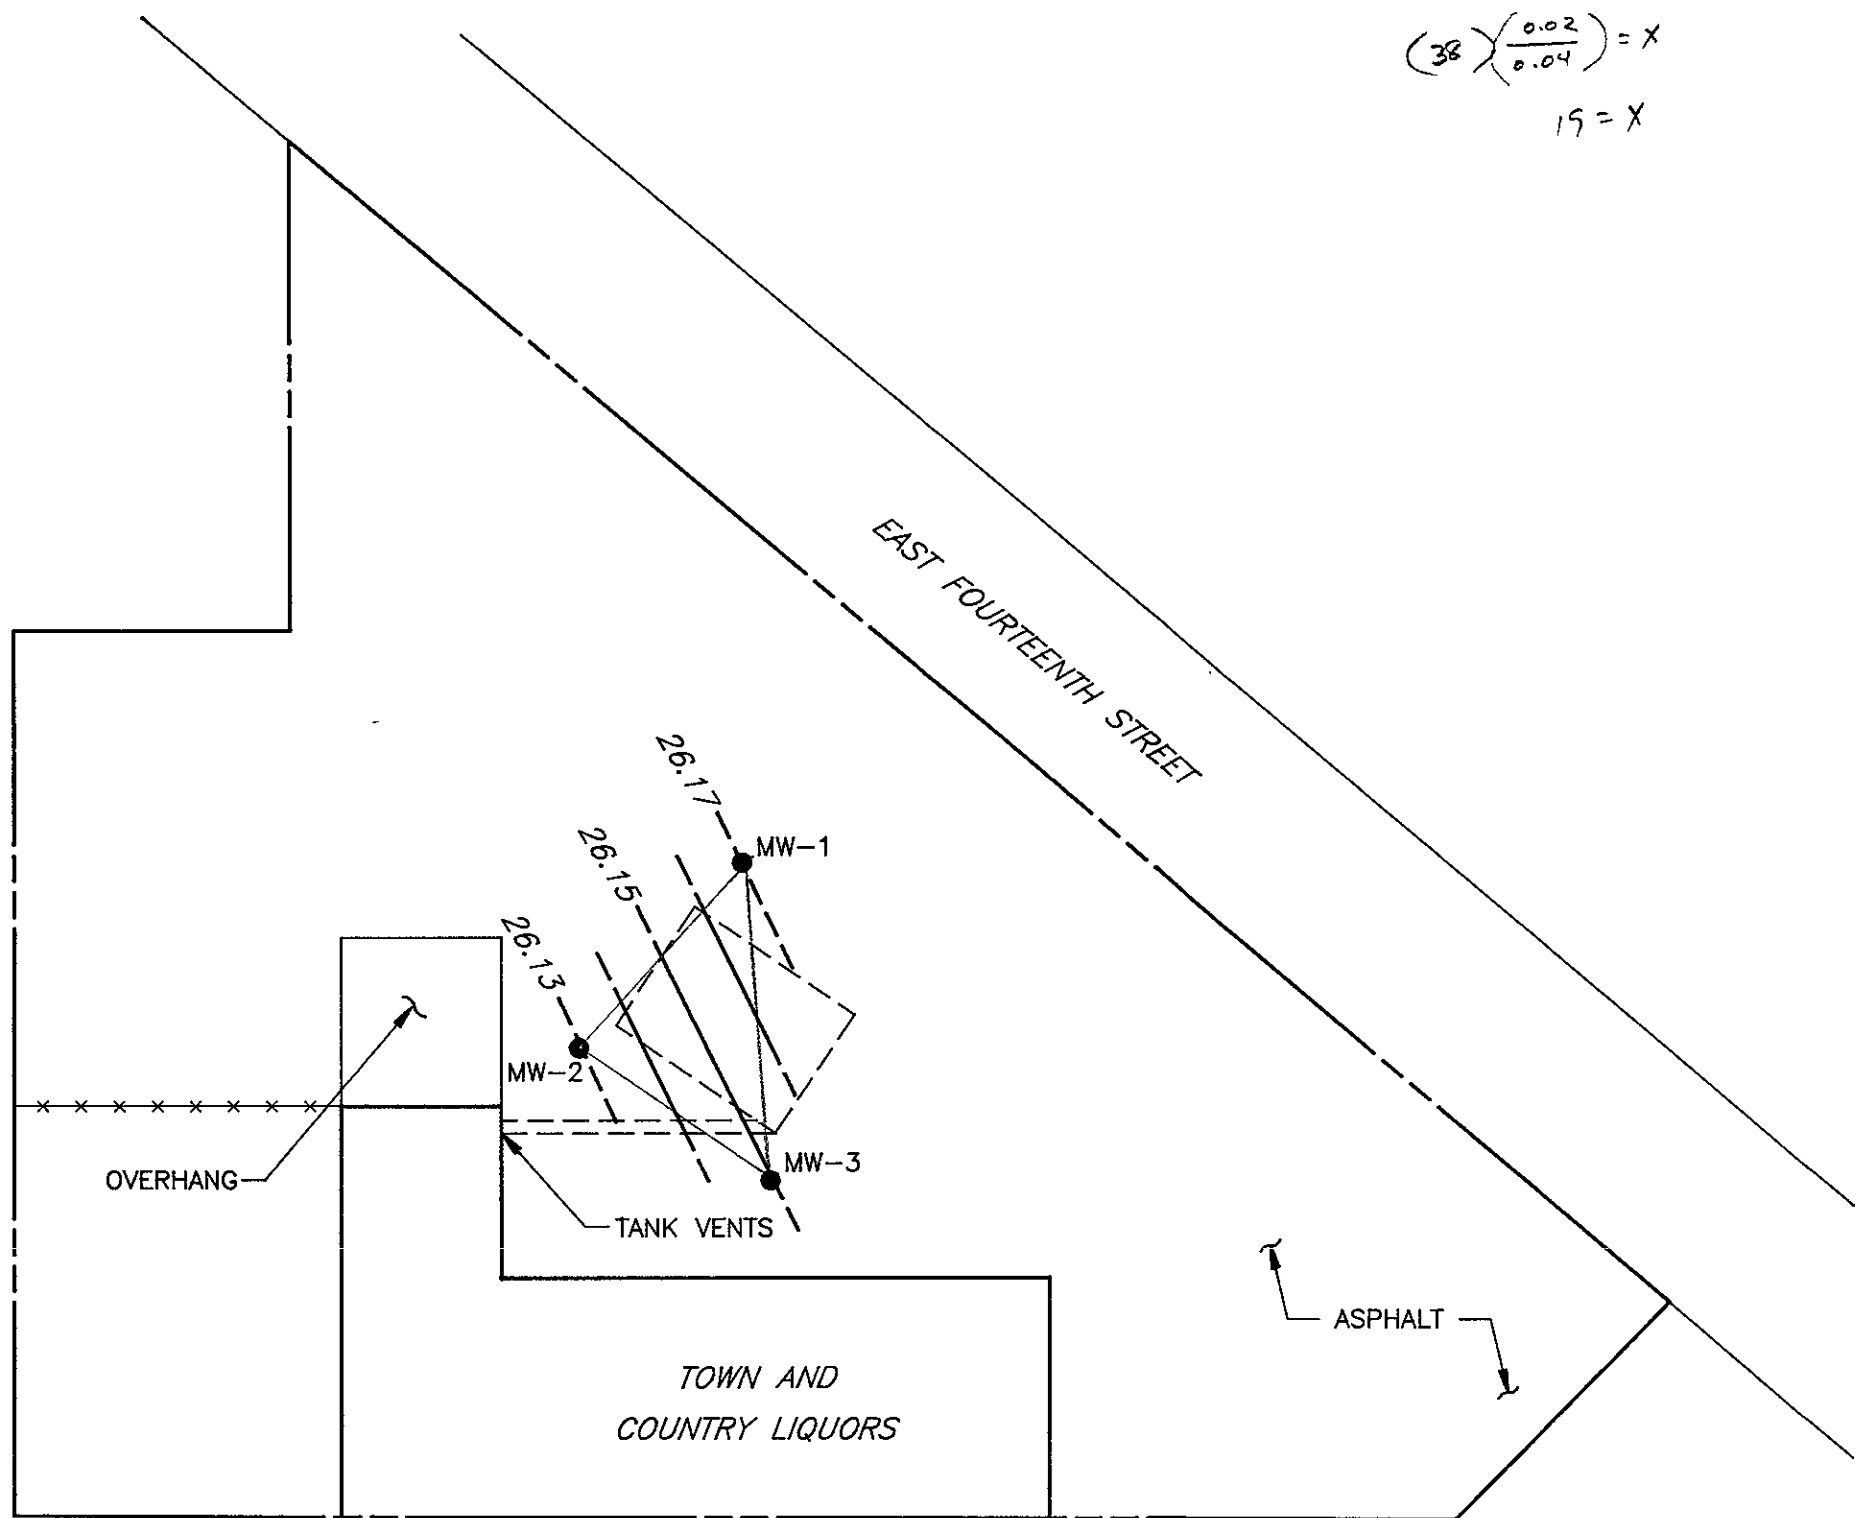 (38)(0.02/0.04) = X
19 = X
EAST FOURTEENTH STREET
26.17
MW-1
26.15
26.13
MW-2
MW-3
OVERHANG
TANK VENTS
ASPHALT
TOWN AND
COUNTRY LIQUORS